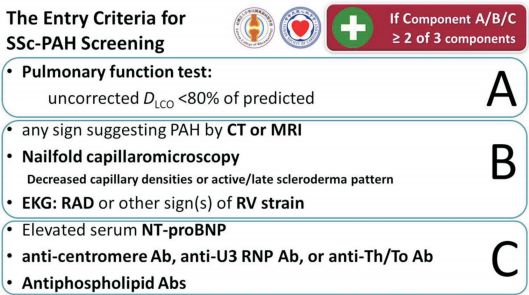 The Entry Criteria for
SSc-PAH Screening
If Component A/B/C
≥ 2 of 3 components
• Pulmonary function test:
uncorrected DLCO <80% of predicted
A
• any sign suggesting PAH by CT or MRI
• Nailfold capillaromicroscopy
Decreased capillary densities or active/late scleroderma pattern
• EKG: RAD or other sign(s) of RV strain
B
• Elevated serum NT-proBNP
• anti-centromere Ab, anti-U3 RNP Ab, or anti-Th/To Ab
• Antiphospholipid Abs
C